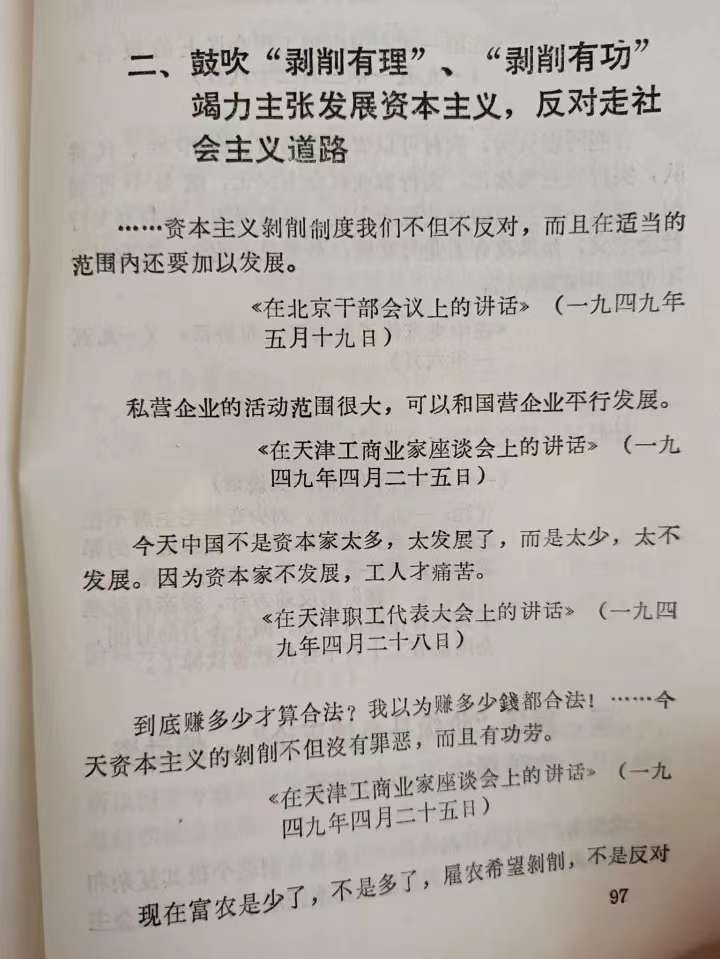 二、鼓吹“剥削有理”、“剥削有功”
竭力主张发展资本主义，反对走社
会主义道路
……资本主义剥削制度我们不但不反对，而且在适当的
范围内还要加以发展。
《在北京干部会议上的讲话》（一九四九年
五月十九日）
私营企业的活动范围很大，可以和国营企业平行发展。
《在天津工商业家座谈会上的讲话》（一九
四九年四月二十五日）
今天中国不是资本家太多，太发展了，而是太少，太不
发展。因为资本家不发展，工人才痛苦。
《在天津职工代表大会上的讲话》（一九四
九年四月二十八日）
到底赚多少才算合法？我以为赚多少錢都合法！……今
天资本主义的剥削不但沒有罪恶，而且有功劳。
《在天津工商业家座谈会上的讲话》（一九
四九年四月二十五日）
现在富农是少了，不是多了，雇农希望剥削，不是反对
97